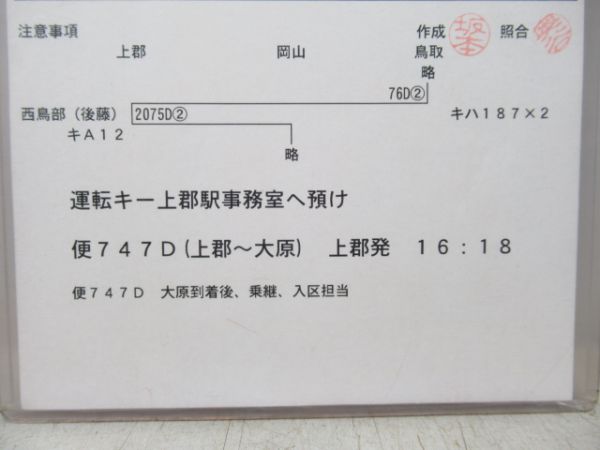 注意事項
作成 坂本 照合
上郡 岡山 鳥取
略
76D②
西鳥部（後藤） 2075D② キハ１８７×２
キＡ１２
略
運転キー上郡駅事務室へ預け
便７４７Ｄ(上郡～大原) 上郡発 １６：１８
便７４７Ｄ 大原到着後、乗継、入区担当